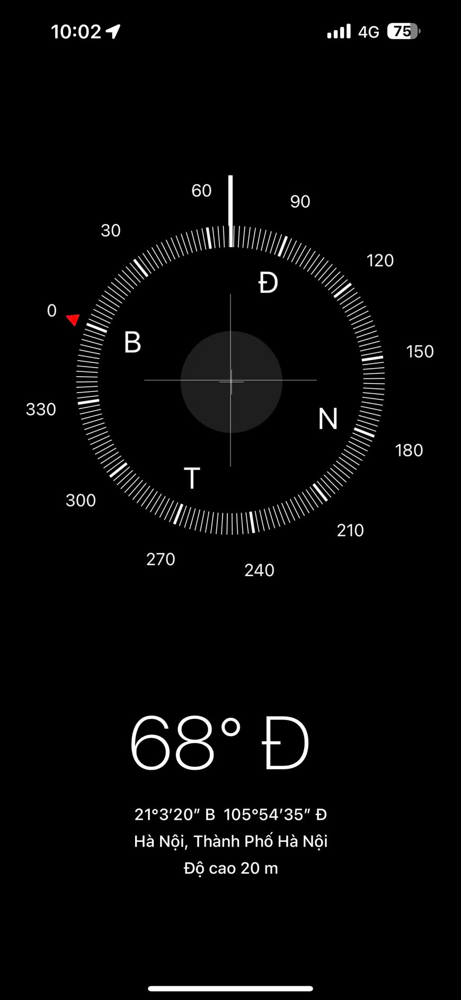 10:02 4G 75
60 90
30 120
Đ
0 150
B
330 N
180
T
300 210
270 240
68° Đ
21°3′20″ B 105°54′35″ Đ
Hà Nội, Thành Phố Hà Nội
Độ cao 20 m